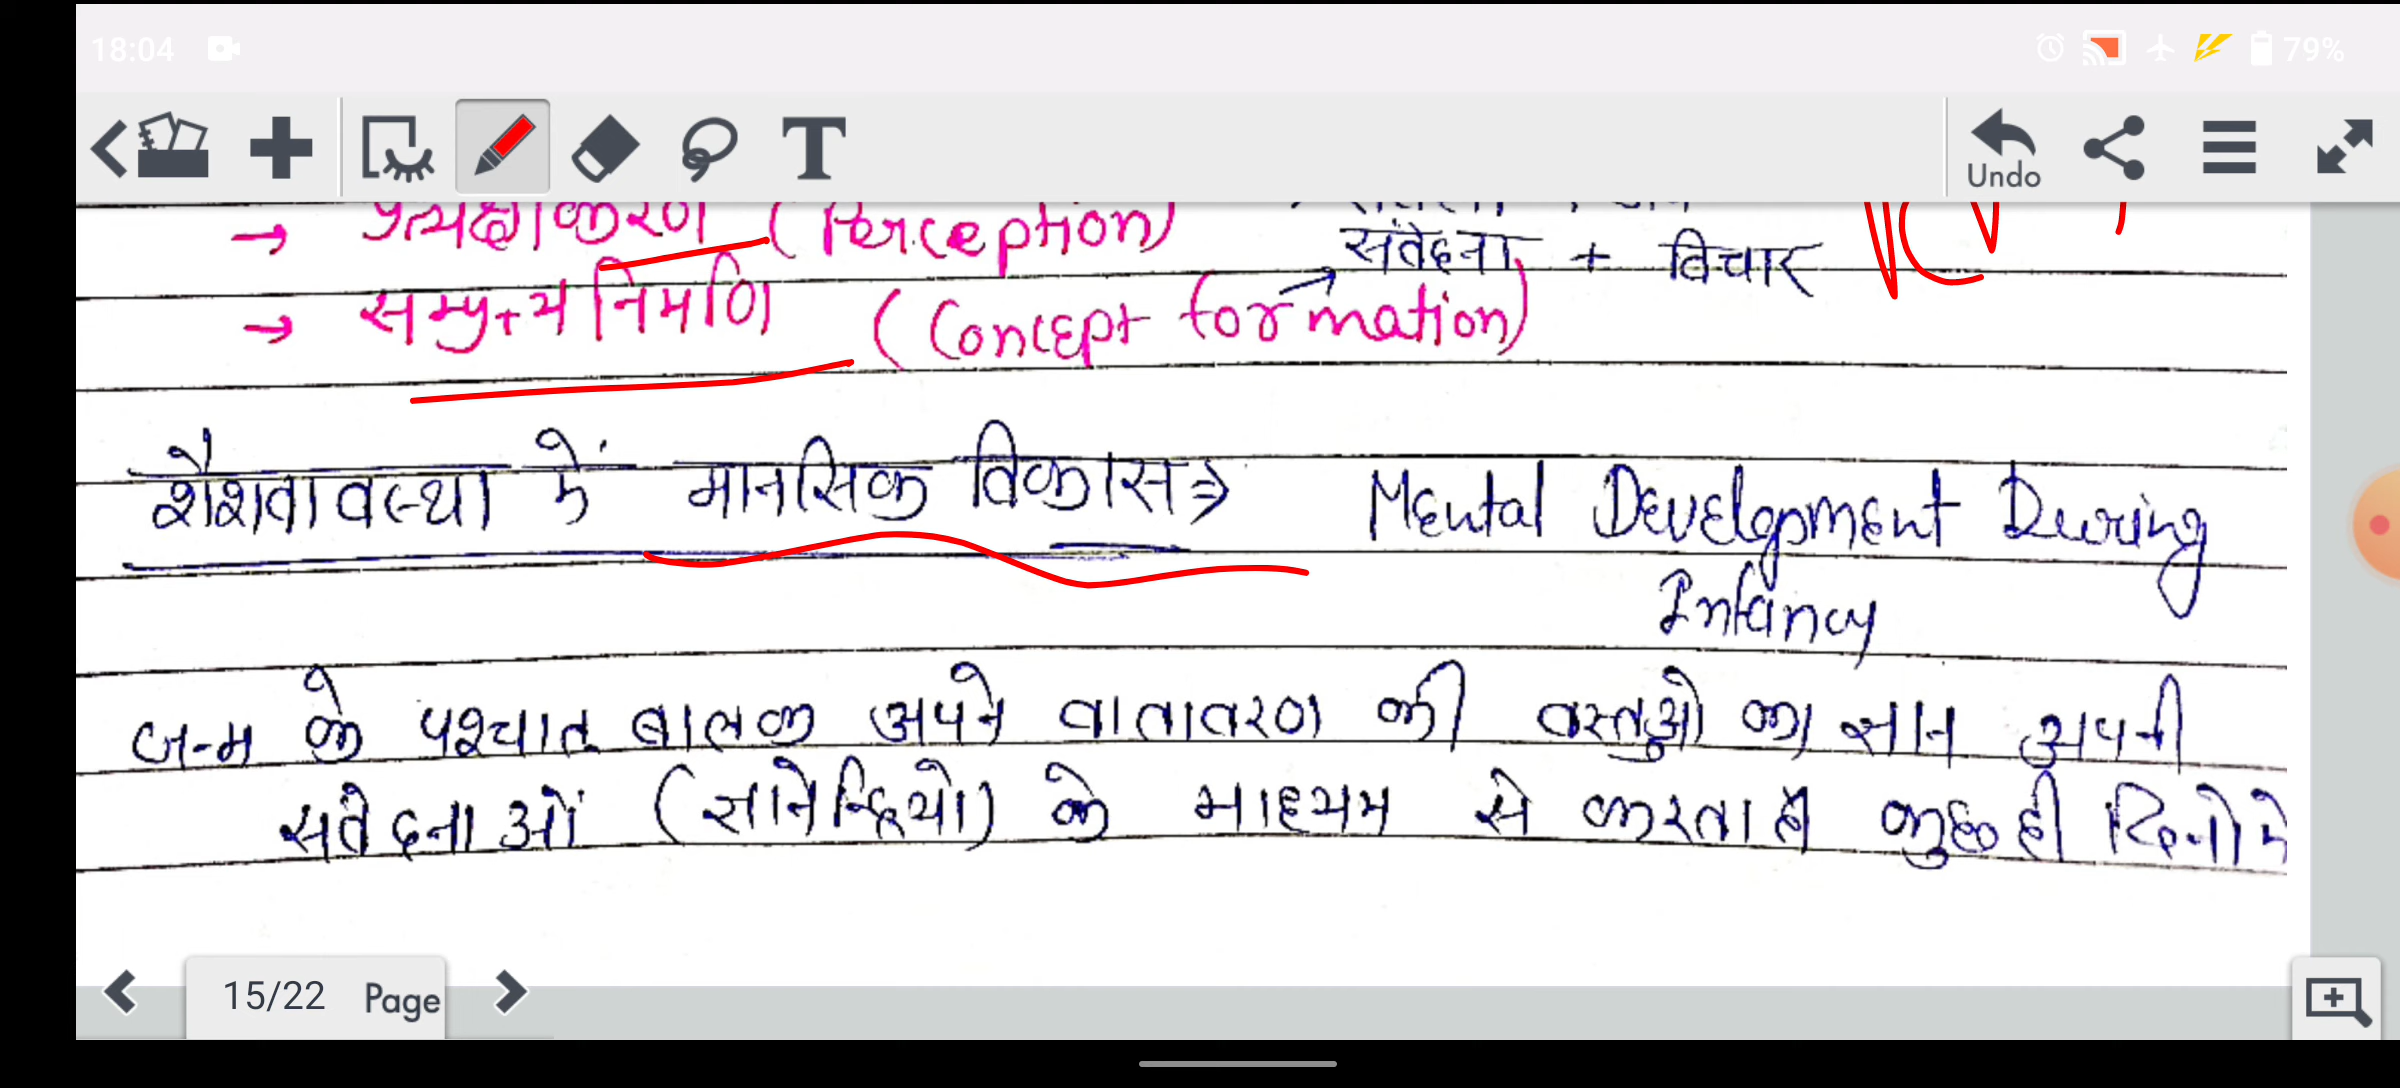 18:04
79%
Undo
→ प्रत्यक्षीकरण (Perception)
संवेदना + विचार
→ सम्प्रत्यय निर्माण (Concept formation)
शैशवावस्था में मानसिक विकास⇒ Mental Development During
Infancy
जन्म के पश्चात बालक अपने वातावरण की वस्तुओ का ज्ञान अपनी
सवेदनाओं (ज्ञानेन्द्रियो) के माध्यम से करता है कुछ ही दिनो मे
15/22 Page